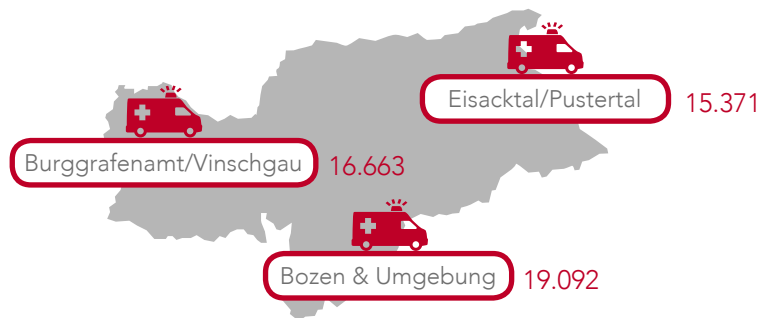 Eisacktal/Pustertal 15.371
Burggrafenamt/Vinschgau 16.663
Bozen & Umgebung 19.092